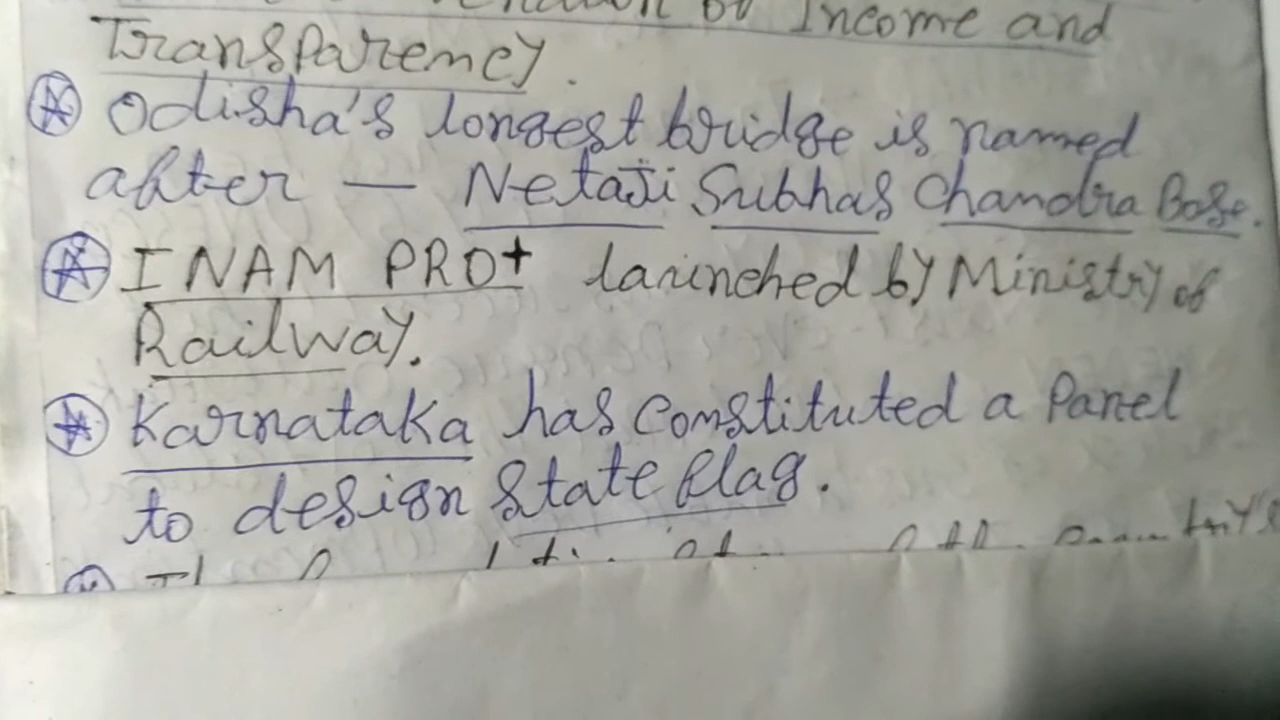 of Income and
Transparency.
Odisha's longest bridge is named
after — Netaji Subhas Chandra Bose.
INAM PRO+ launched by Ministry of
Railway.
Karnataka has constituted a Panel
to design state flag.